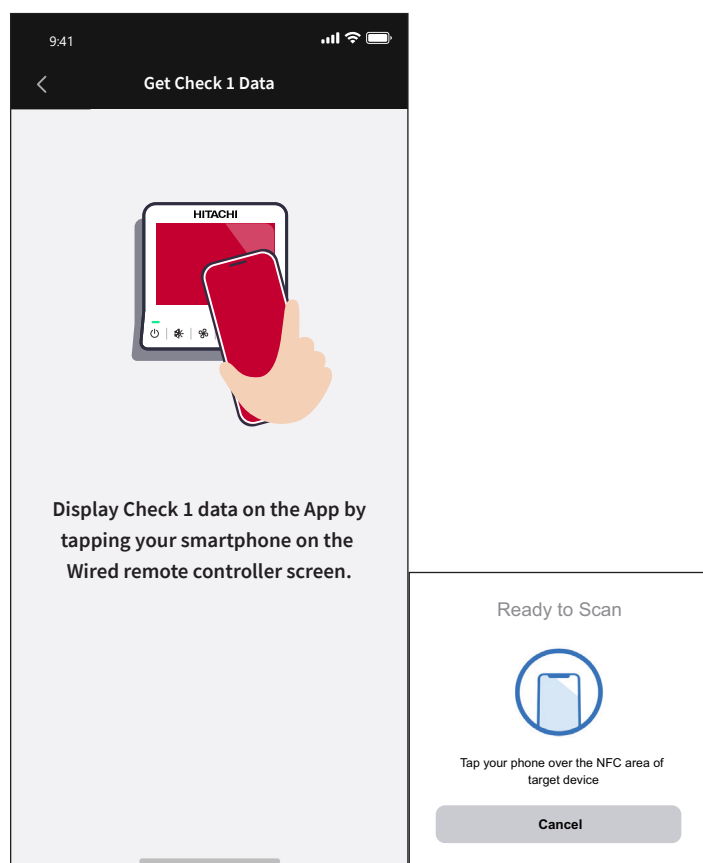 9:41
Get Check 1 Data
HITACHI
Display Check 1 data on the App by
tapping your smartphone on the
Wired remote controller screen.
Ready to Scan
Tap your phone over the NFC area of
target device
Cancel